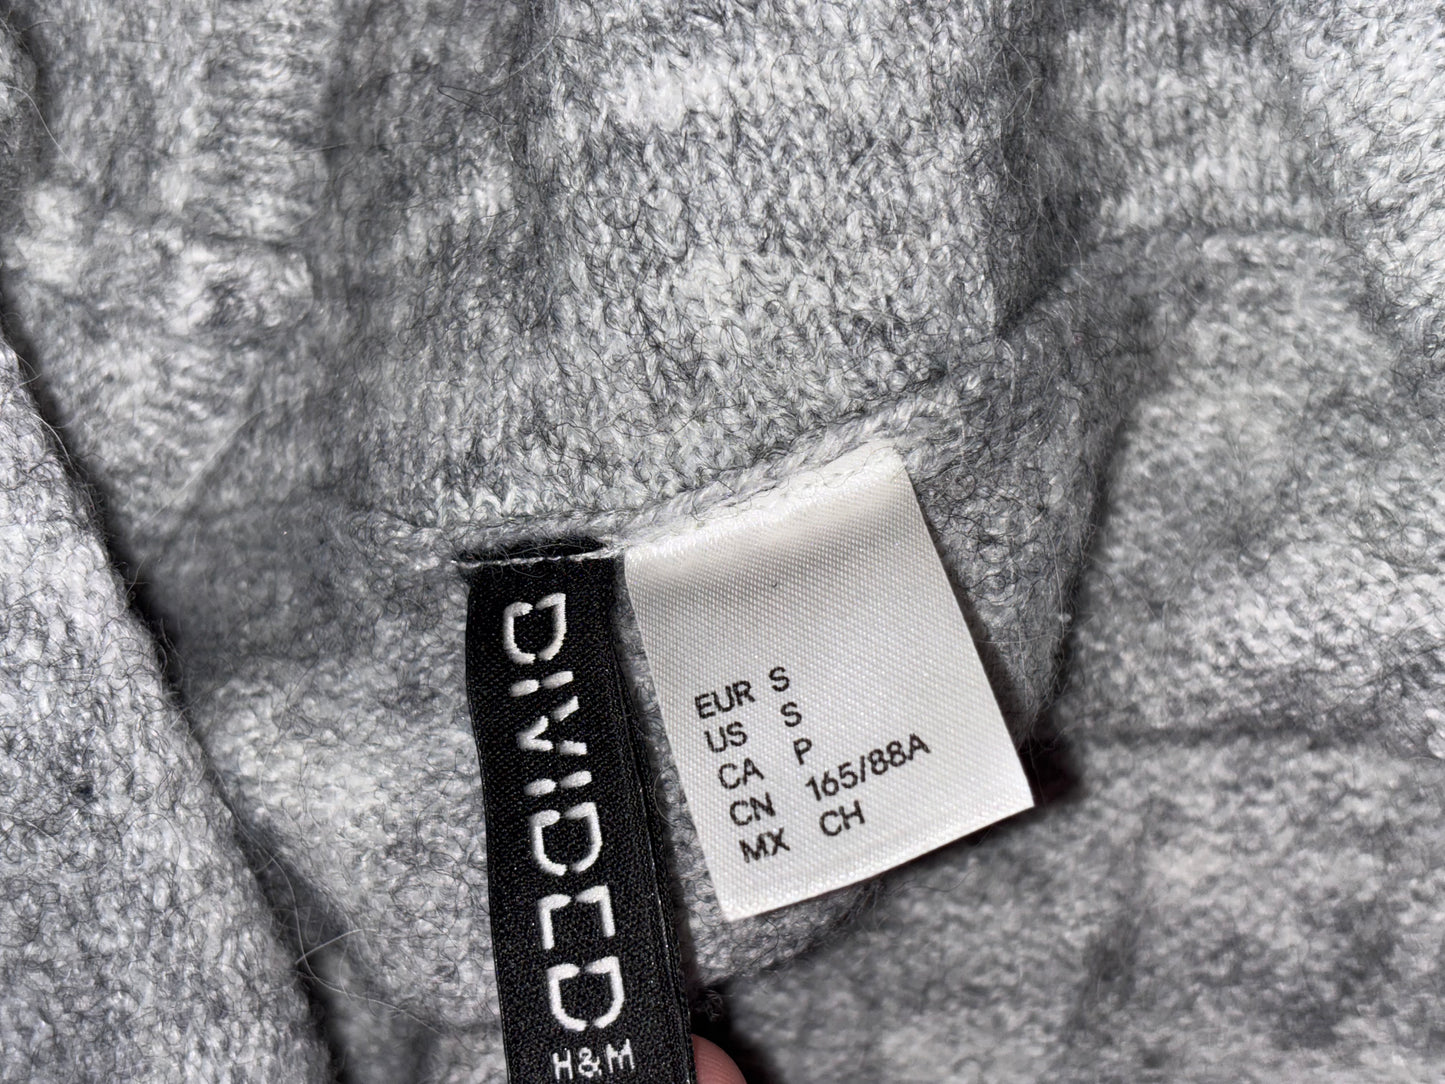 DIVIDED
H&M
EUR S
US S
CA P
CN 165/88A
MX CH